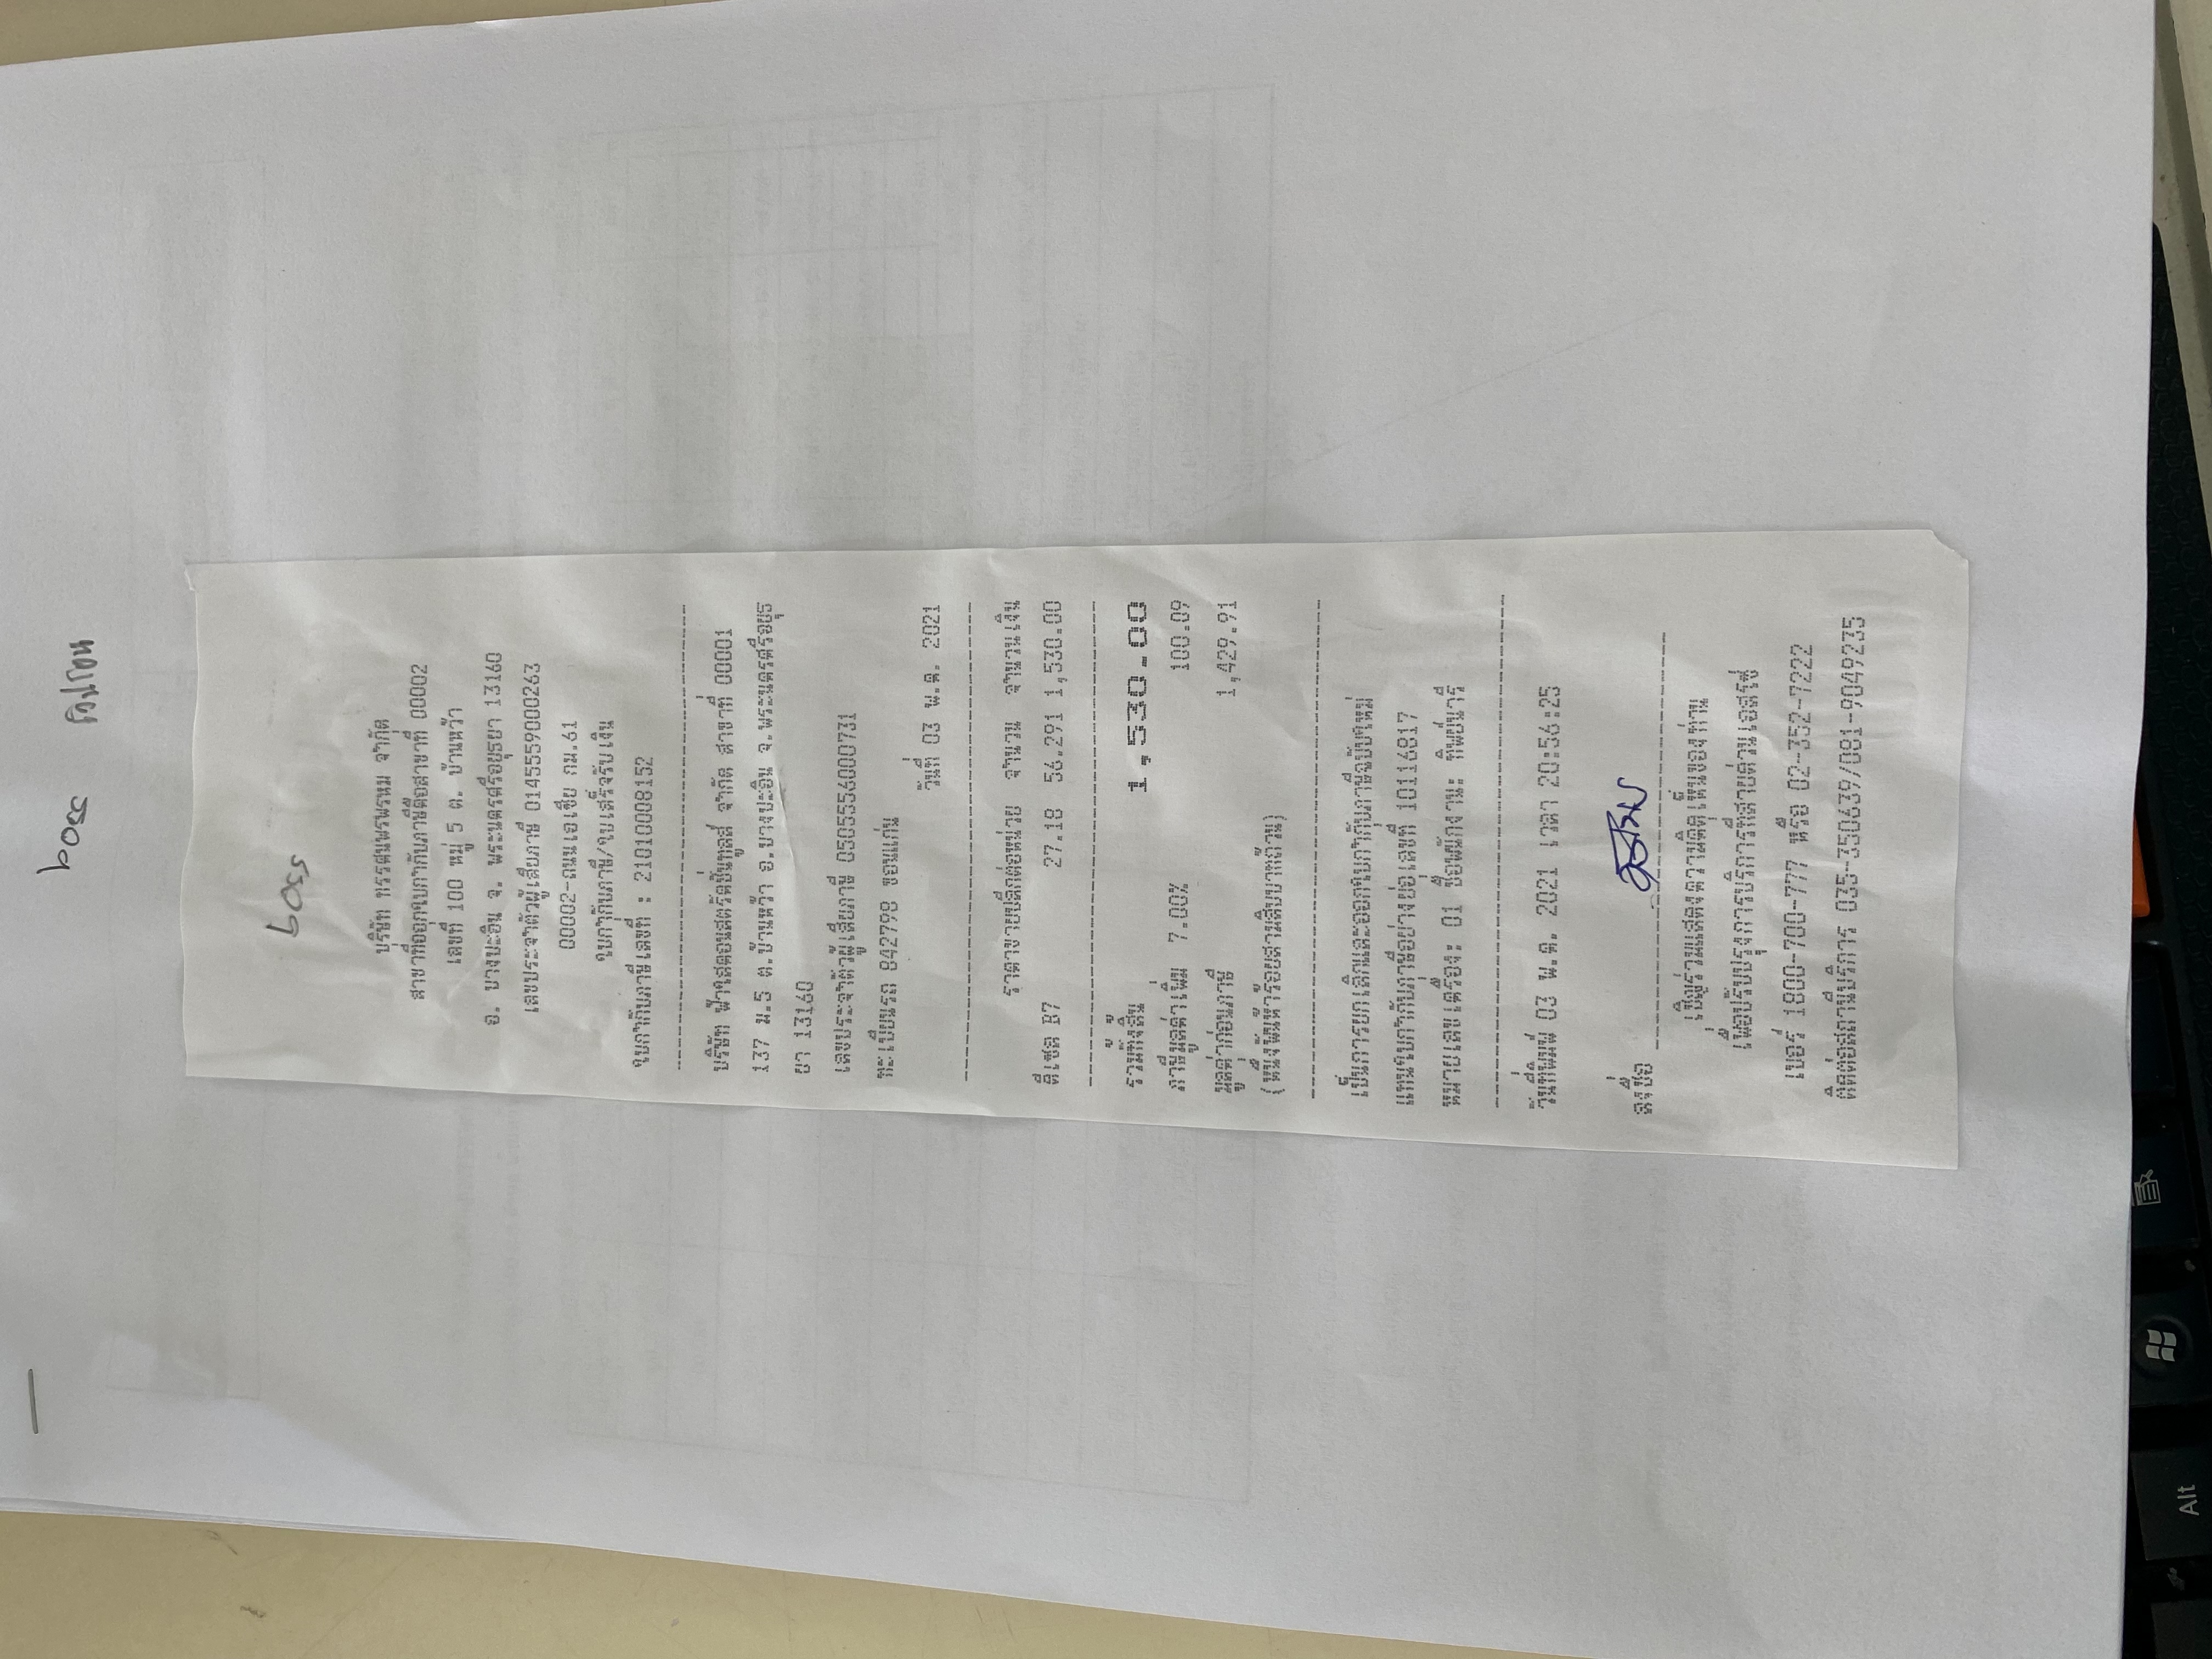 boss โอนก่อน
boss
บริษัท ทรรศนพรพรหม จำกัด
สาขาที่ออกใบกำกับภาษีคือสาขาที่ 00002
เลขที่ 100 หมู่ 5 ต. บ้านหว้า
อ. บางปะอิน จ. พระนครศรีอยุธยา 13160
เลขประจำตัวผู้เสียภาษี 0145559000263
00002-ถนนเอเชีย กม.61
ใบกำกับภาษี/ใบเสร็จรับเงิน
ใบกำกับภาษีเลขที่ : 21010008152
บริษัท ฟ้าใสคอนสตรัคชั่นทูลส์ จำกัด สาขาที่ 00001
137 ม.5 ต.บ้านหว้า อ.บางปะอิน จ.พระนครศรีอยุธ
ยา 13160
เลขประจำตัวผู้เสียภาษี 0505556000731
ทะเบียนรถ 842798 ขอนแก่น
วันที่ 03 พ.ค. 2021
ราคาขายปลีกต่อหน่วย จำนวน จำนวนเงิน
ดีเซล B7 27.18 56.291 1,530.00
รวมทั้งสิ้น 1,530.00
ภาษีมูลค่าเพิ่ม 7.00% 100.09
มูลค่าก่อนภาษี 1,429.91
(หนึ่งพันห้าร้อยสามสิบบาทถ้วน)
เป็นการยกเลิกและออกใบกำกับภาษีฉบับใหม่
แทนใบกำกับภาษีอย่างย่อเลขที่ 10116817
หมายเลขเครื่อง: 01 ชื่อพนักงาน: ทิพย์นารี
วันที่พิมพ์ 03 พ.ค. 2021 เวลา 20:56:25
ลงชื่อ
เชิญร่วมแสดงความคิดเห็นของท่าน
เพื่อปรับปรุงการบริการที่สายด่วนเอสโซ่
เบอร์ 1800-700-777 หรือ 02-352-7222
ติดต่อสถานีบริการ 035-350639/081-9049235
Alt